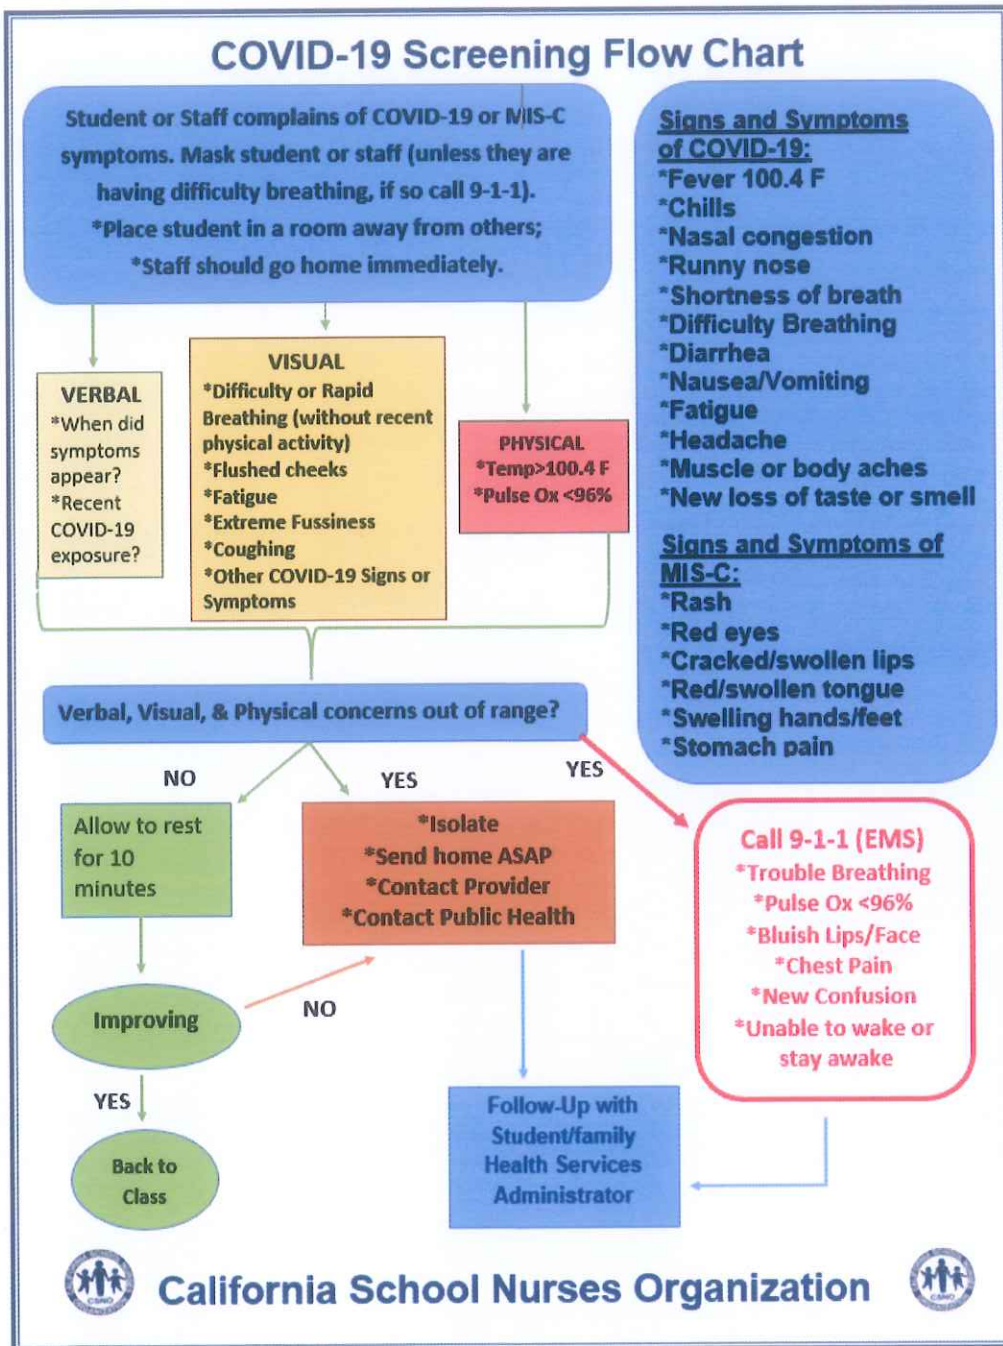 COVID-19 Screening Flow Chart
Student or Staff complains of COVID-19 or MIS-C
symptoms. Mask student or staff (unless they are
having difficulty breathing, if so call 9-1-1).
*Place student in a room away from others;
*Staff should go home immediately.
VERBAL
*When did
symptoms
appear?
*Recent
COVID-19
exposure?
VISUAL
*Difficulty or Rapid
Breathing (without recent
physical activity)
*Flushed cheeks
*Fatigue
*Extreme Fussiness
*Coughing
*Other COVID-19 Signs or
Symptoms
PHYSICAL
*Temp>100.4 F
*Pulse Ox <96%
Signs and Symptoms
of COVID-19:
*Fever 100.4 F
*Chills
*Nasal congestion
*Runny nose
*Shortness of breath
*Difficulty Breathing
*Diarrhea
*Nausea/Vomiting
*Fatigue
*Headache
*Muscle or body aches
*New loss of taste or smell
Signs and Symptoms of
MIS-C:
*Rash
*Red eyes
*Cracked/swollen lips
*Red/swollen tongue
*Swelling hands/feet
*Stomach pain
Verbal, Visual, & Physical concerns out of range?
NO
YES
YES
Allow to rest
for 10
minutes
*Isolate
*Send home ASAP
*Contact Provider
*Contact Public Health
Call 9-1-1 (EMS)
*Trouble Breathing
*Pulse Ox <96%
*Bluish Lips/Face
*Chest Pain
*New Confusion
*Unable to wake or
stay awake
Improving
NO
YES
Back to
Class
Follow-Up with
Student/family
Health Services
Administrator
CSNO
California School Nurses Organization
CSNO